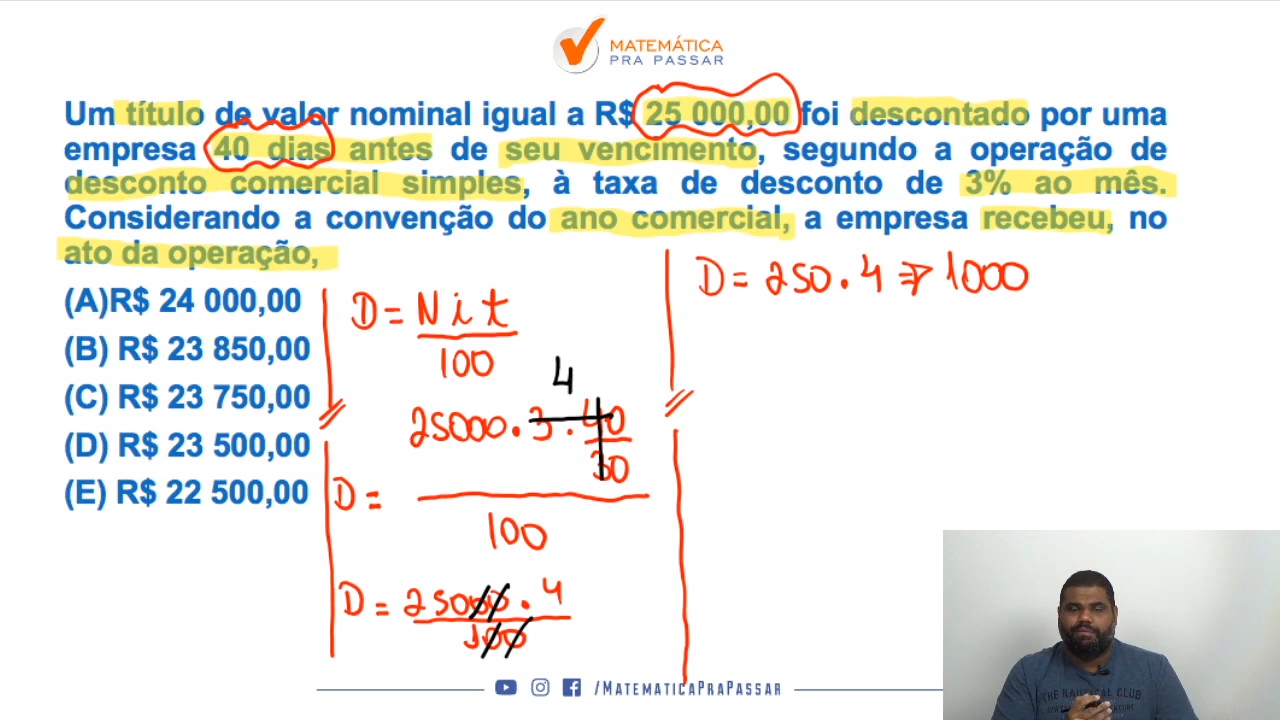 MATEMÁTICA
PRA PASSAR
Um título de valor nominal igual a R$ 25 000,00 foi descontado por uma
empresa 40 dias antes de seu vencimento, segundo a operação de
desconto comercial simples, à taxa de desconto de 3% ao mês.
Considerando a convenção do ano comercial, a empresa recebeu, no
ato da operação,
(A)R$ 24 000,00
(B) R$ 23 850,00
(C) R$ 23 750,00
(D) R$ 23 500,00
(E) R$ 22 500,00
D = N i t
100
4
25000 . 3 . 40
30
D =
100
D = 25000 . 4
100
D = 250 . 4 ⇒ 1000
/MATEMATICAPRAPASSAR
THE NAUTICAL CLUB